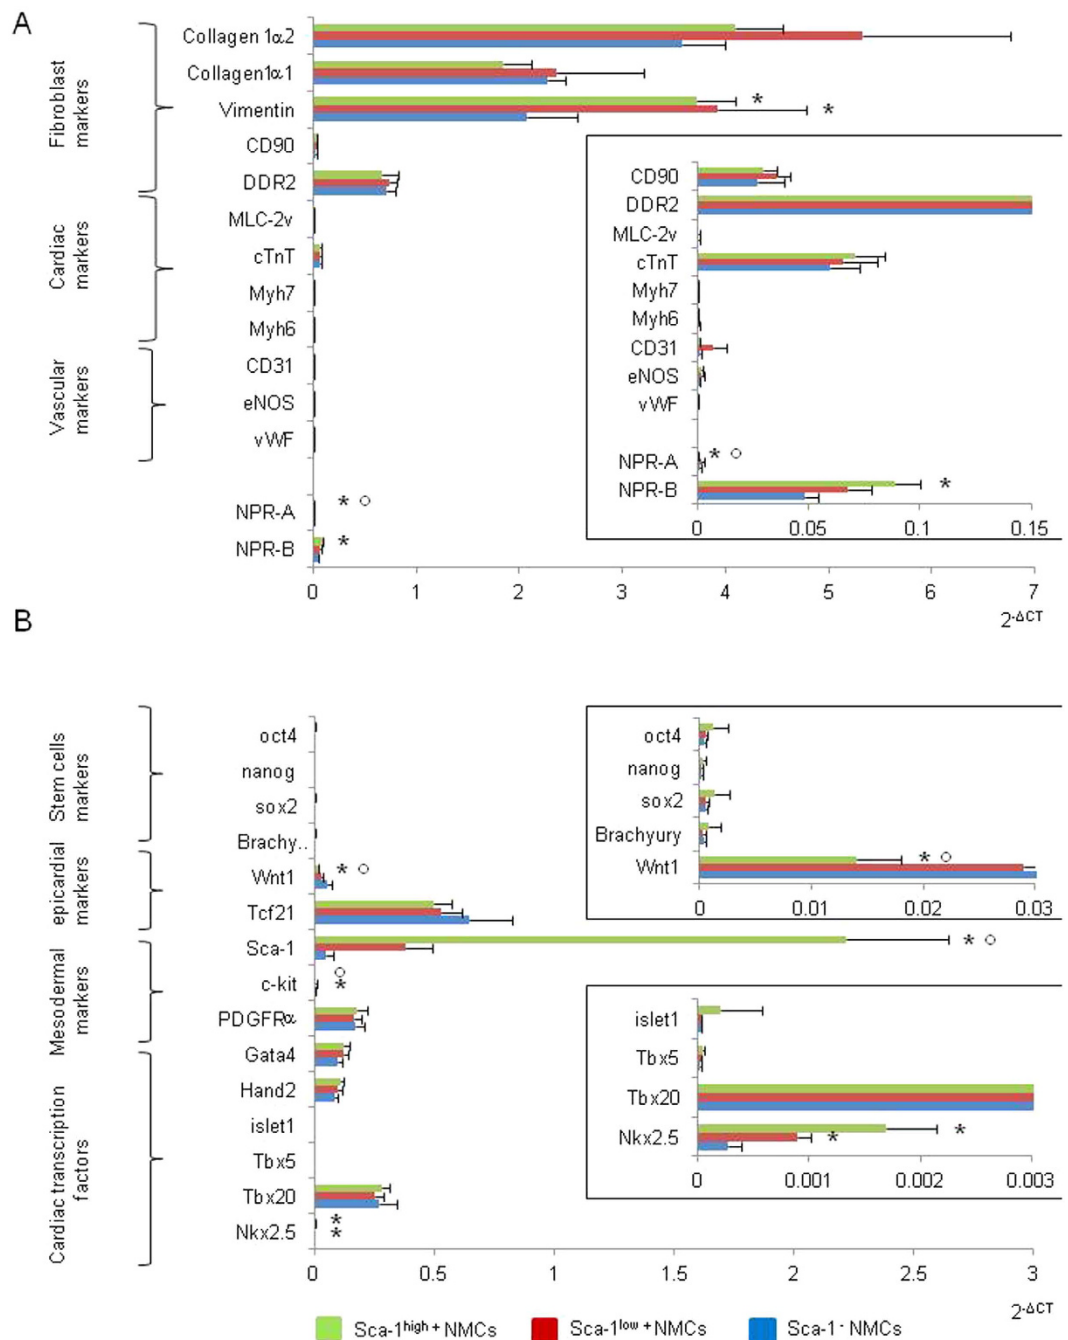 A
Fibroblast markers
Cardiac markers
Vascular markers
Collagen 1α2
Collagen1α1
Vimentin
CD90
DDR2
MLC-2v
cTnT
Myh7
Myh6
CD31
eNOS
vWF
NPR-A
NPR-B
*
*
* ○
*
0 1 2 3 4 5 6 7
2-ΔCT
CD90
DDR2
MLC-2v
cTnT
Myh7
Myh6
CD31
eNOS
vWF
NPR-A
NPR-B
* ○
*
0 0.05 0.1 0.15
B
Stem cells markers
epicardial markers
Mesodermal markers
Cardiac transcription factors
oct4
nanog
sox2
Brachy..
Wnt1
Tcf21
Sca-1
c-kit
PDGFRα
Gata4
Hand2
islet1
Tbx5
Tbx20
Nkx2.5
* ○
* ○
○
*
*
*
0 0.5 1 1.5 2 2.5 3
2-ΔCT
oct4
nanog
sox2
Brachyury
Wnt1
* ○
0 0.01 0.02 0.03
islet1
Tbx5
Tbx20
Nkx2.5
*
*
0 0.001 0.002 0.003
Sca-1high + NMCs
Sca-1low + NMCs
Sca-1- NMCs